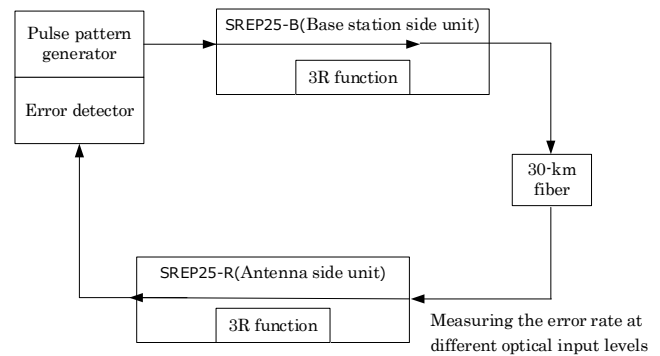 Pulse pattern
generator
Error detector
SREP25-B(Base station side unit)
3R function
30-km
fiber
SREP25-R(Antenna side unit)
3R function
Measuring the error rate at
different optical input levels